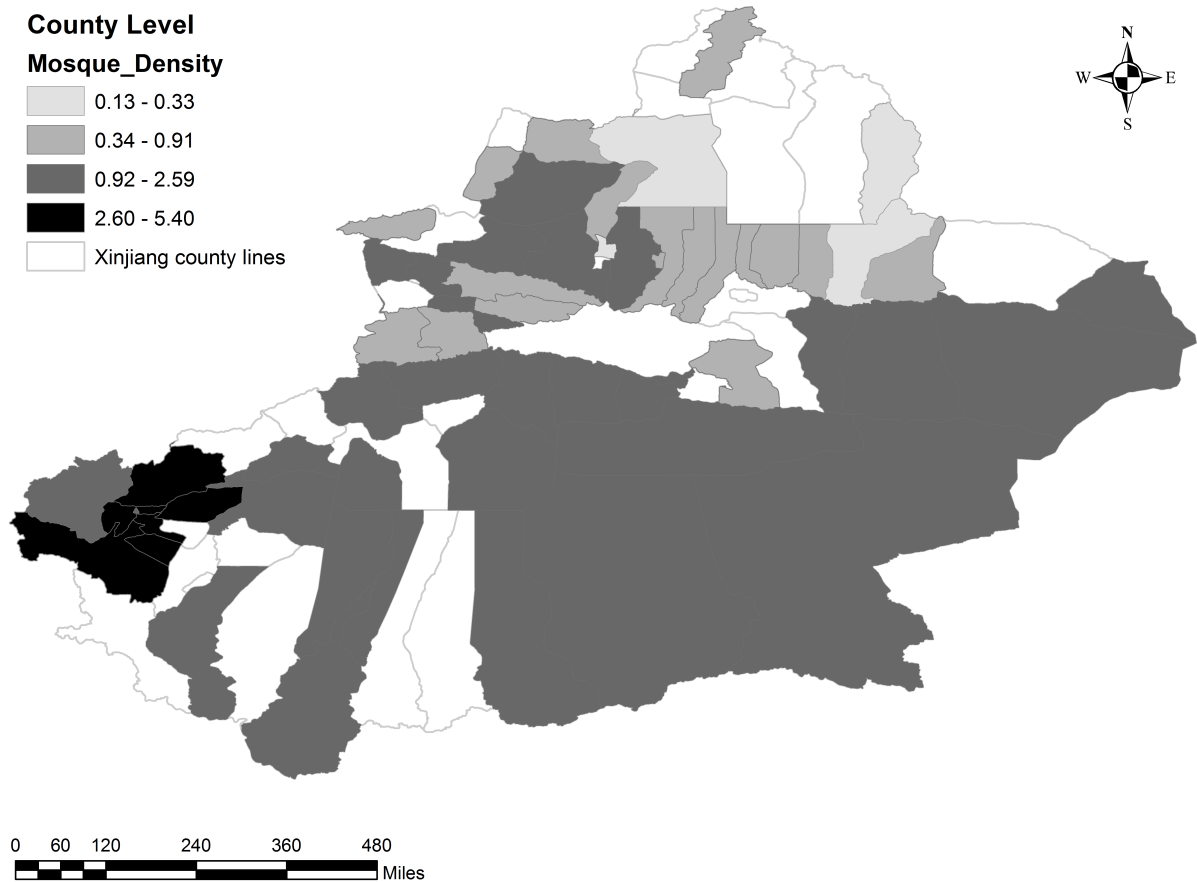 County Level
Mosque_Density
0.13 - 0.33
0.34 - 0.91
0.92 - 2.59
2.60 - 5.40
Xinjiang county lines
N
W E
S
0 60 120 240 360 480
Miles